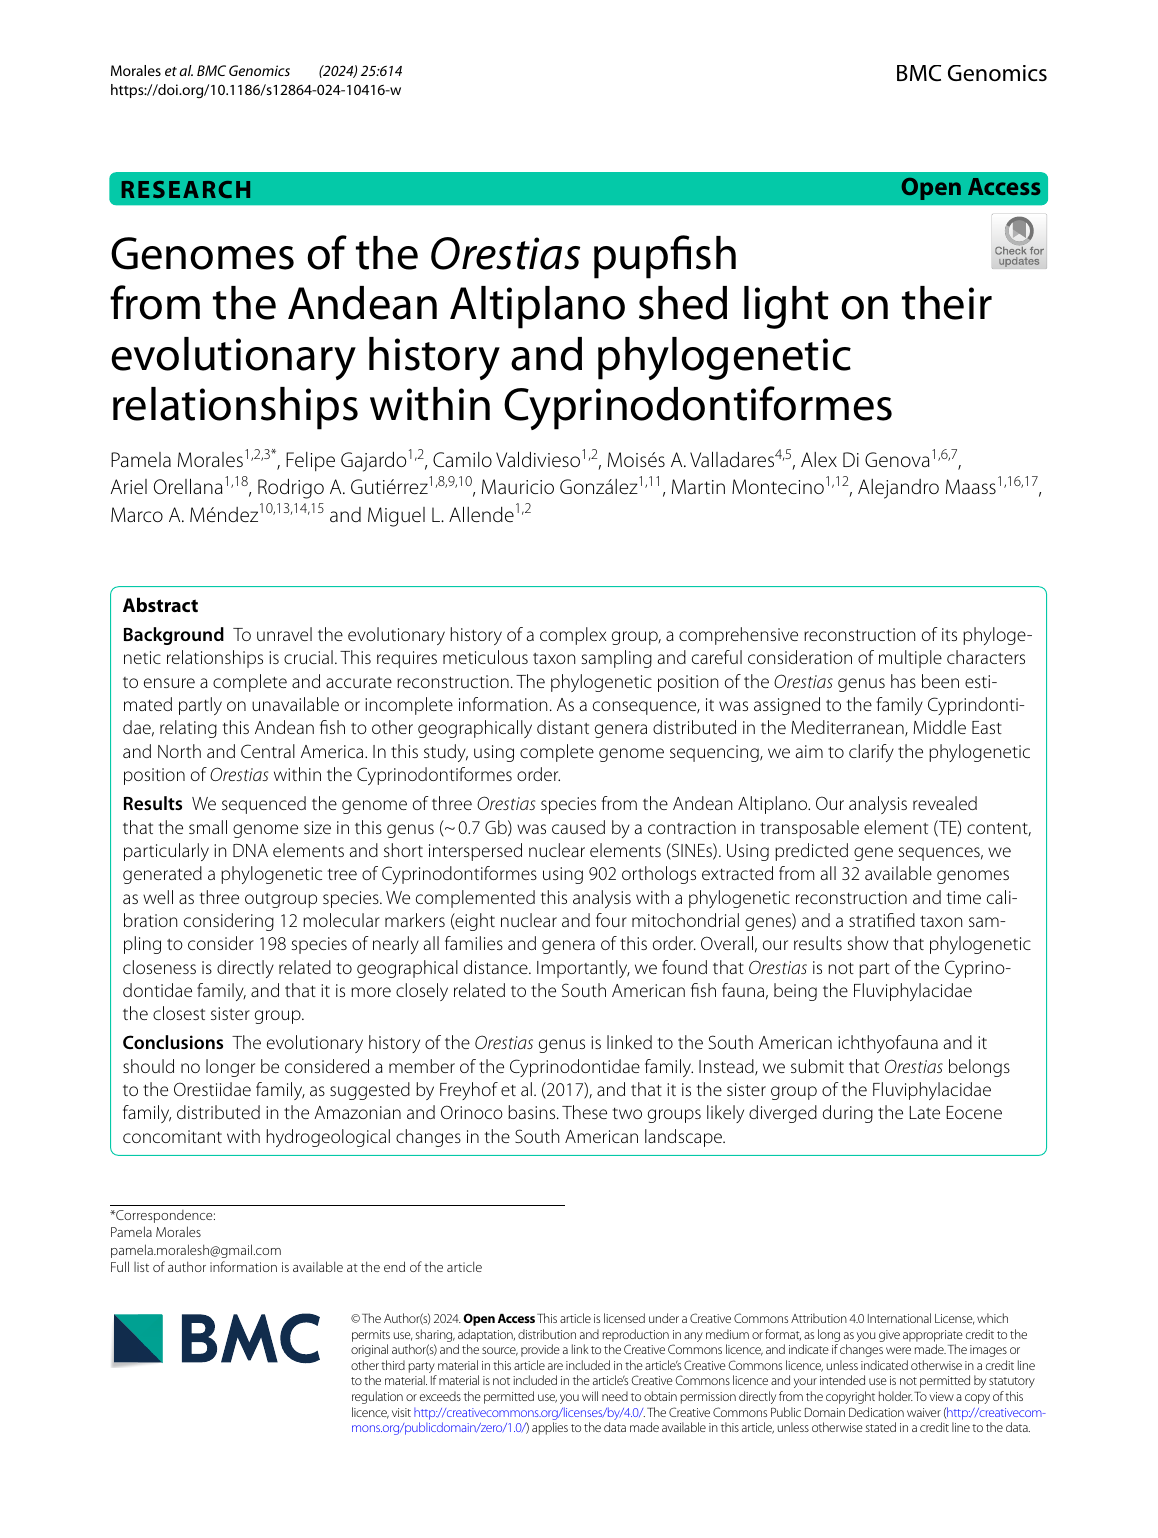 Morales et al. BMC Genomics (2024) 25:614
https://doi.org/10.1186/s12864-024-10416-w
BMC Genomics
RESEARCH
Open Access
Check for
updates
Genomes of the Orestias pupfish
from the Andean Altiplano shed light on their
evolutionary history and phylogenetic
relationships within Cyprinodontiformes
Pamela Morales1,2,3*, Felipe Gajardo1,2, Camilo Valdivieso1,2, Moisés A. Valladares4,5, Alex Di Genova1,6,7,
Ariel Orellana1,18, Rodrigo A. Gutiérrez1,8,9,10, Mauricio González1,11, Martin Montecino1,12, Alejandro Maass1,16,17,
Marco A. Méndez10,13,14,15 and Miguel L. Allende1,2
Abstract
Background To unravel the evolutionary history of a complex group, a comprehensive reconstruction of its phyloge-
netic relationships is crucial. This requires meticulous taxon sampling and careful consideration of multiple characters
to ensure a complete and accurate reconstruction. The phylogenetic position of the Orestias genus has been esti-
mated partly on unavailable or incomplete information. As a consequence, it was assigned to the family Cyprindonti-
dae, relating this Andean fish to other geographically distant genera distributed in the Mediterranean, Middle East
and North and Central America. In this study, using complete genome sequencing, we aim to clarify the phylogenetic
position of Orestias within the Cyprinodontiformes order.
Results We sequenced the genome of three Orestias species from the Andean Altiplano. Our analysis revealed
that the small genome size in this genus (~ 0.7 Gb) was caused by a contraction in transposable element (TE) content,
particularly in DNA elements and short interspersed nuclear elements (SINEs). Using predicted gene sequences, we
generated a phylogenetic tree of Cyprinodontiformes using 902 orthologs extracted from all 32 available genomes
as well as three outgroup species. We complemented this analysis with a phylogenetic reconstruction and time cali-
bration considering 12 molecular markers (eight nuclear and four mitochondrial genes) and a stratified taxon sam-
pling to consider 198 species of nearly all families and genera of this order. Overall, our results show that phylogenetic
closeness is directly related to geographical distance. Importantly, we found that Orestias is not part of the Cyprino-
dontidae family, and that it is more closely related to the South American fish fauna, being the Fluviphylacidae
the closest sister group.
Conclusions The evolutionary history of the Orestias genus is linked to the South American ichthyofauna and it
should no longer be considered a member of the Cyprinodontidae family. Instead, we submit that Orestias belongs
to the Orestiidae family, as suggested by Freyhof et al. (2017), and that it is the sister group of the Fluviphylacidae
family, distributed in the Amazonian and Orinoco basins. These two groups likely diverged during the Late Eocene
concomitant with hydrogeological changes in the South American landscape.
*Correspondence:
Pamela Morales
pamela.moralesh@gmail.com
Full list of author information is available at the end of the article
BMC
© The Author(s) 2024. Open Access This article is licensed under a Creative Commons Attribution 4.0 International License, which
permits use, sharing, adaptation, distribution and reproduction in any medium or format, as long as you give appropriate credit to the
original author(s) and the source, provide a link to the Creative Commons licence, and indicate if changes were made. The images or
other third party material in this article are included in the article's Creative Commons licence, unless indicated otherwise in a credit line
to the material. If material is not included in the article's Creative Commons licence and your intended use is not permitted by statutory
regulation or exceeds the permitted use, you will need to obtain permission directly from the copyright holder. To view a copy of this
licence, visit http://creativecommons.org/licenses/by/4.0/. The Creative Commons Public Domain Dedication waiver (http://creativecom-
mons.org/publicdomain/zero/1.0/) applies to the data made available in this article, unless otherwise stated in a credit line to the data.